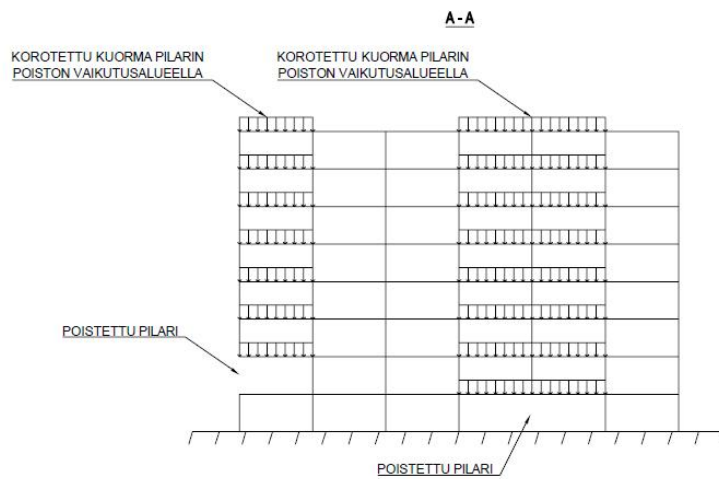 A-A
KOROTETTU KUORMA PILARIN
POISTON VAIKUTUSALUEELLA
KOROTETTU KUORMA PILARIN
POISTON VAIKUTUSALUEELLA
POISTETTU PILARI
POISTETTU PILARI